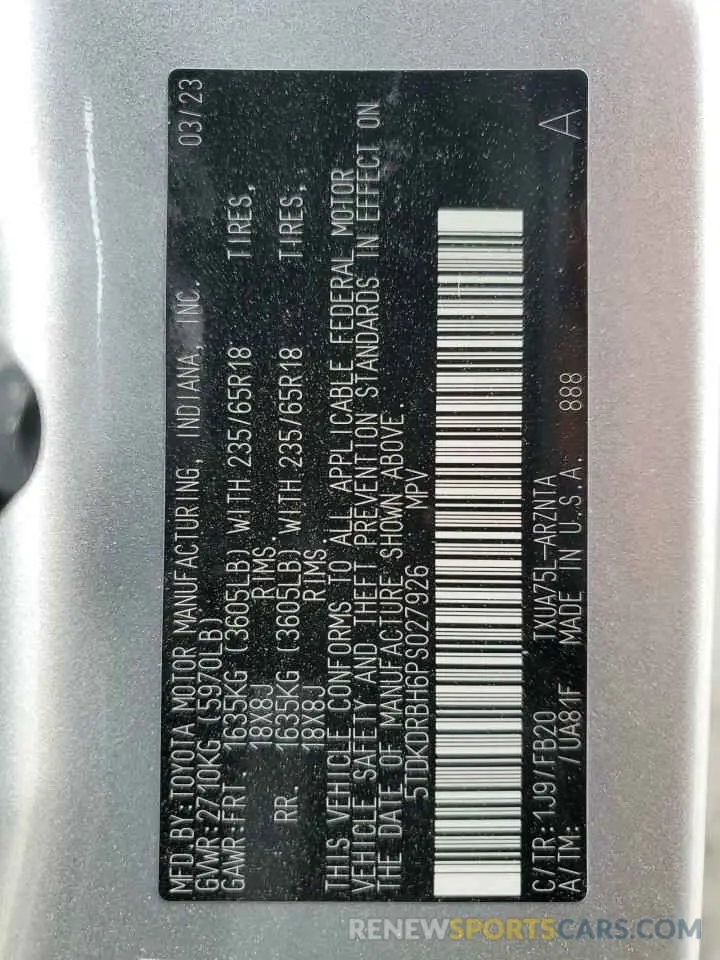 MFD BY:TOYOTA MOTOR MANUFACTURING, INDIANA, INC. 03/23
GVWR:2710KG (5970LB)
GAWR:FRT. 1635KG (3605LB) WITH 235/65R18 TIRES,
18X8J RIMS.
RR. 1635KG (3605LB) WITH 235/65R18 TIRES,
18X8J RIMS.
THIS VEHICLE CONFORMS TO ALL APPLICABLE FEDERAL MOTOR
VEHICLE SAFETY AND THEFT PREVENTION STANDARDS IN EFFECT ON
THE DATE OF MANUFACTURE SHOWN ABOVE.
5TDKDRBH6PS027926 MPV
C/TR:1J9/FB20 TXUA75L-ARZNTA
A/TM: /UA81F MADE IN U.S.A. 888 A
RENEWSPORTSCARS.COM